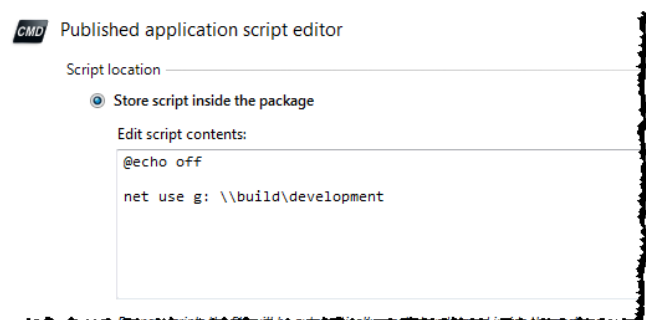 CMD Published application script editor
Script location
Store script inside the package
Edit script contents:
@echo off
net use g: \\build\development